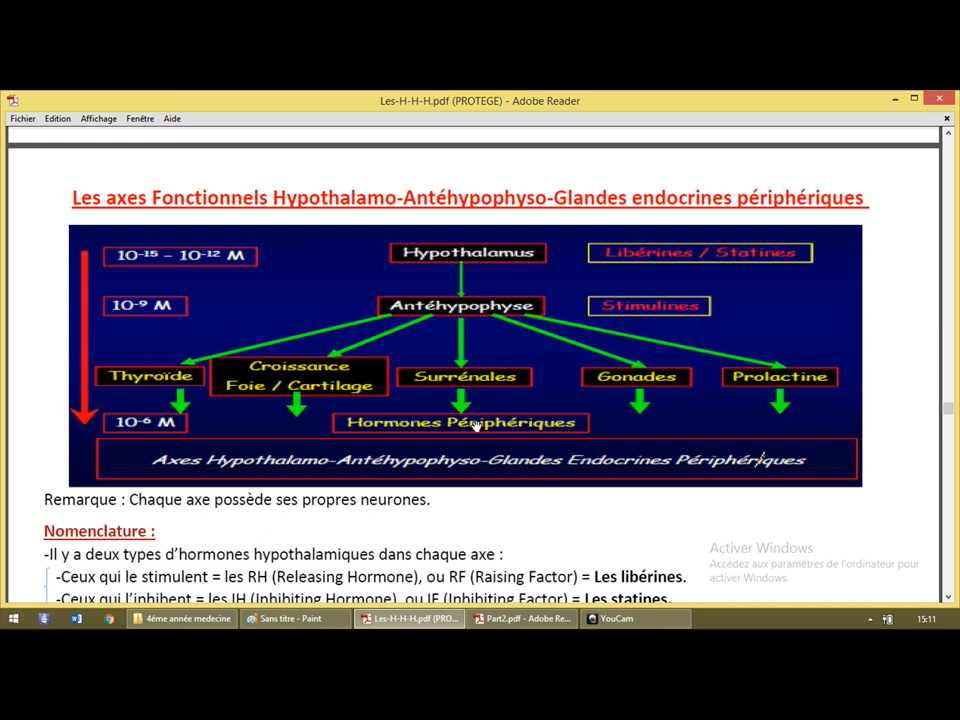 Les-H-H-H.pdf (PROTEGE) - Adobe Reader
Fichier Edition Affichage Fenêtre Aide
Les axes Fonctionnels Hypothalamo-Antéhypophyso-Glandes endocrines périphériques
10⁻¹⁵ – 10⁻¹² M Hypothalamus Libérines / Statines
10⁻⁹ M Antéhypophyse Stimulines
Thyroïde Croissance Foie / Cartilage Surrénales Gonades Prolactine
10⁻⁶ M Hormones Périphériques
Axes Hypothalamo-Antéhypophyso-Glandes Endocrines Périphériques
Remarque : Chaque axe possède ses propres neurones.
Nomenclature :
-Il y a deux types d’hormones hypothalamiques dans chaque axe :
-Ceux qui le stimulent = les RH (Releasing Hormone), ou RF (Raising Factor) = Les libérines.
-Ceux qui l’inhibent = les IH (Inhibiting Hormone), ou IF (Inhibiting Factor) = Les statines.
Activer Windows
Accédez aux paramètres de l’ordinateur pour
activer Windows.
4éme année medecine Sans titre - Paint Les-H-H-H.pdf (PRO... Part2.pdf - Adobe Re... YouCam 15:11